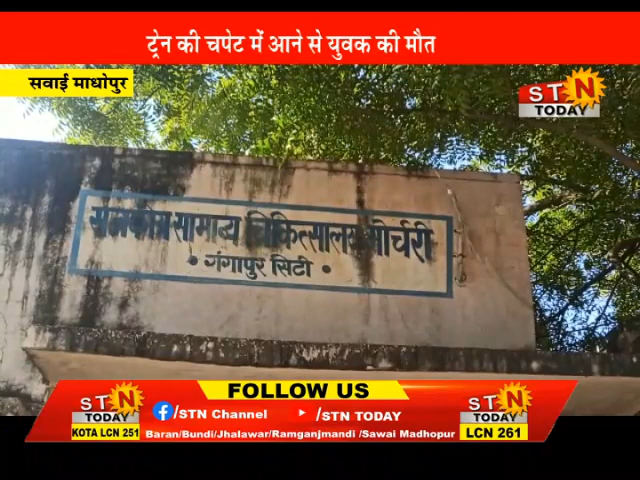 ट्रेन की चपेट में आने से युवक की मौत
सवाई माधोपुर
STN
TODAY
राजकीय सामान्य चिकित्सालय मोर्चरी
• गंगापुर सिटी •
FOLLOW US
STN
TODAY
KOTA LCN 251
/STN Channel
/STN TODAY
Baran/Bundi/Jhalawar/Ramganjmandi /Sawai Madhopur
STN
TODAY
LCN 261